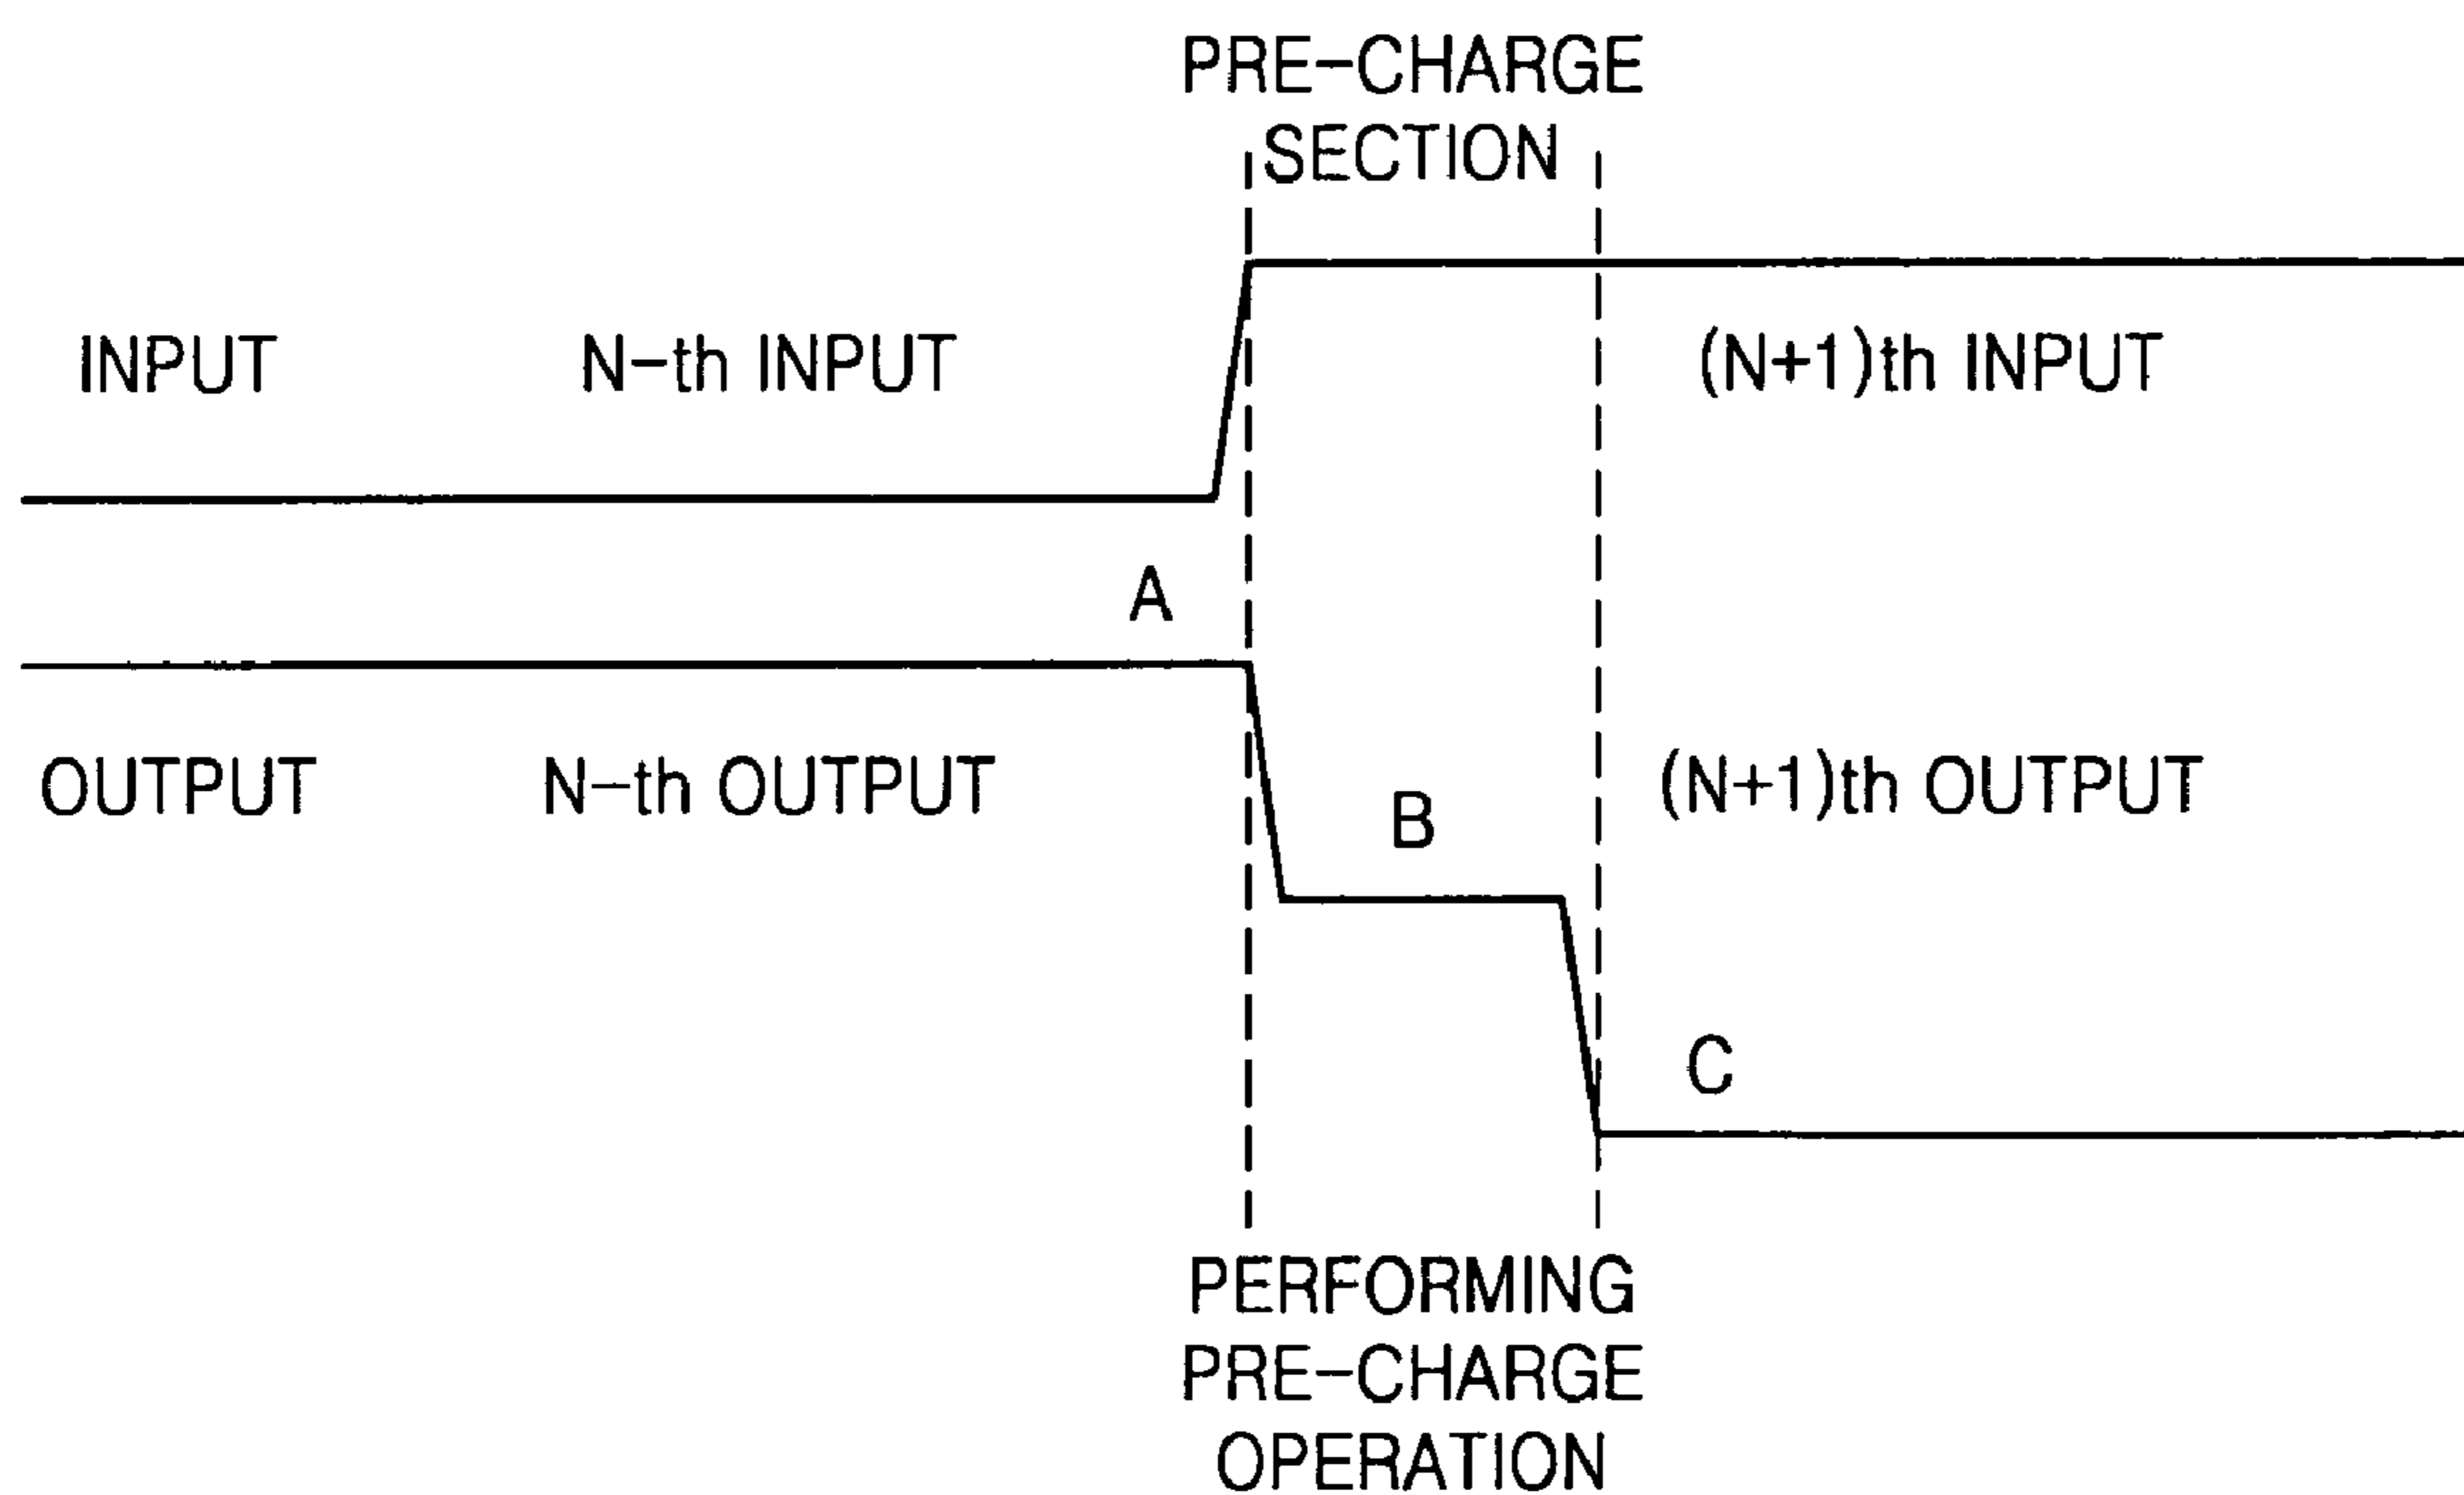 PRE-CHARGE
SECTION
INPUT
N-th INPUT
(N+1)th INPUT
A
OUTPUT
N-th OUTPUT
B
(N+1)th OUTPUT
C
PERFORMING
PRE-CHARGE
OPERATION